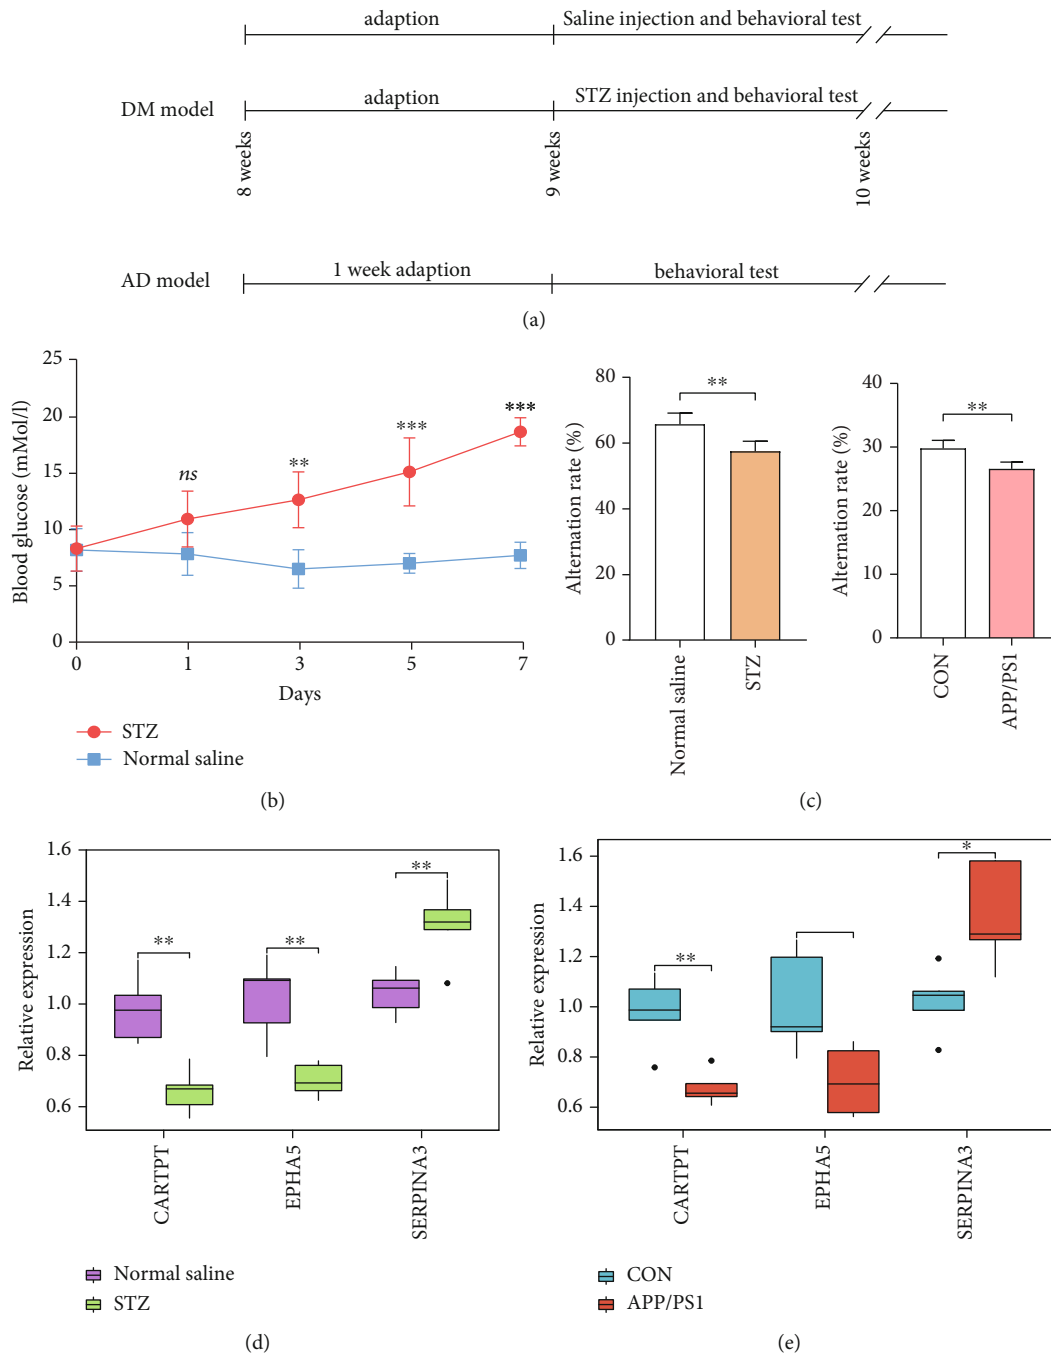 adaption Saline injection and behavioral test
DM model adaption STZ injection and behavioral test
8 weeks 9 weeks 10 weeks
AD model 1 week adaption behavioral test
(a)
Blood glucose (mMol/l)
25
20
15
10
5
0
ns ** *** ***
0 1 3 5 7
Days
STZ
Normal saline
(b)
Alternation rate (%)
80
60
40
20
0
**
Normal saline STZ
Alternation rate (%)
40
30
20
10
0
**
CON APP/PS1
(c)
Relative expression
1.6
1.4
1.2
1.0
0.8
0.6
** ** **
CARTPT EPHA5 SERPINA3
Normal saline
STZ
(d)
Relative expression
1.6
1.4
1.2
1.0
0.8
0.6
** *
CARTPT EPHA5 SERPINA3
CON
APP/PS1
(e)